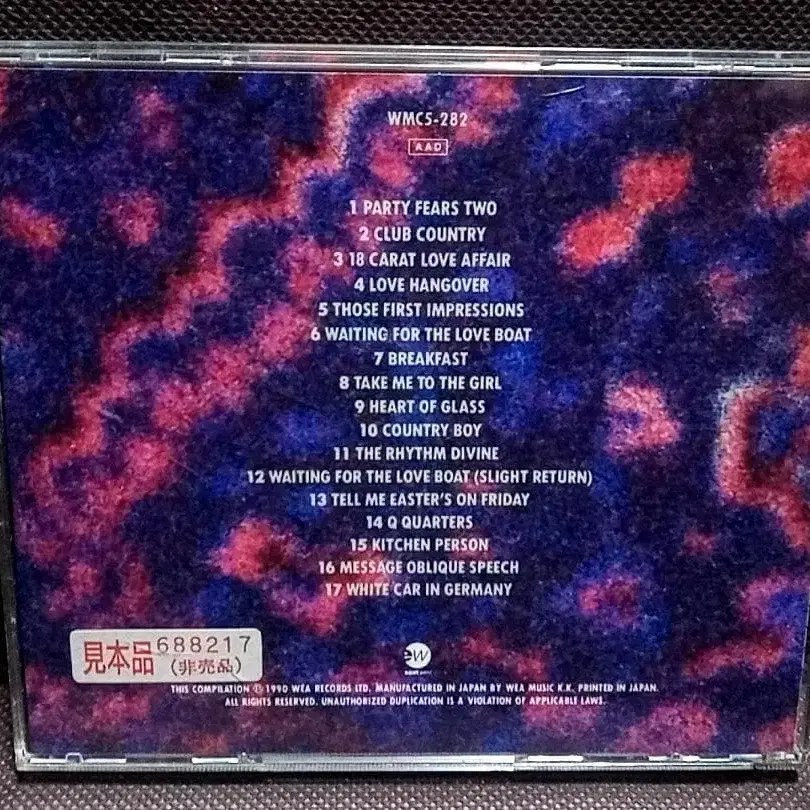 WMC5-282
AAD
1 PARTY FEARS TWO
2 CLUB COUNTRY
3 18 CARAT LOVE AFFAIR
4 LOVE HANGOVER
5 THOSE FIRST IMPRESSIONS
6 WAITING FOR THE LOVE BOAT
7 BREAKFAST
8 TAKE ME TO THE GIRL
9 HEART OF GLASS
10 COUNTRY BOY
11 THE RHYTHM DIVINE
12 WAITING FOR THE LOVE BOAT (SLIGHT RETURN)
13 TELL ME EASTER'S ON FRIDAY
14 Q QUARTERS
15 KITCHEN PERSON
16 MESSAGE OBLIQUE SPEECH
17 WHITE CAR IN GERMANY
見本品 688217
(非売品)
ew
east west
THIS COMPILATION Ⓟ 1990 WEA RECORDS LTD. MANUFACTURED IN JAPAN BY WEA MUSIC K.K. PRINTED IN JAPAN.
ALL RIGHTS RESERVED. UNAUTHORIZED DUPLICATION IS A VIOLATION OF APPLICABLE LAWS.